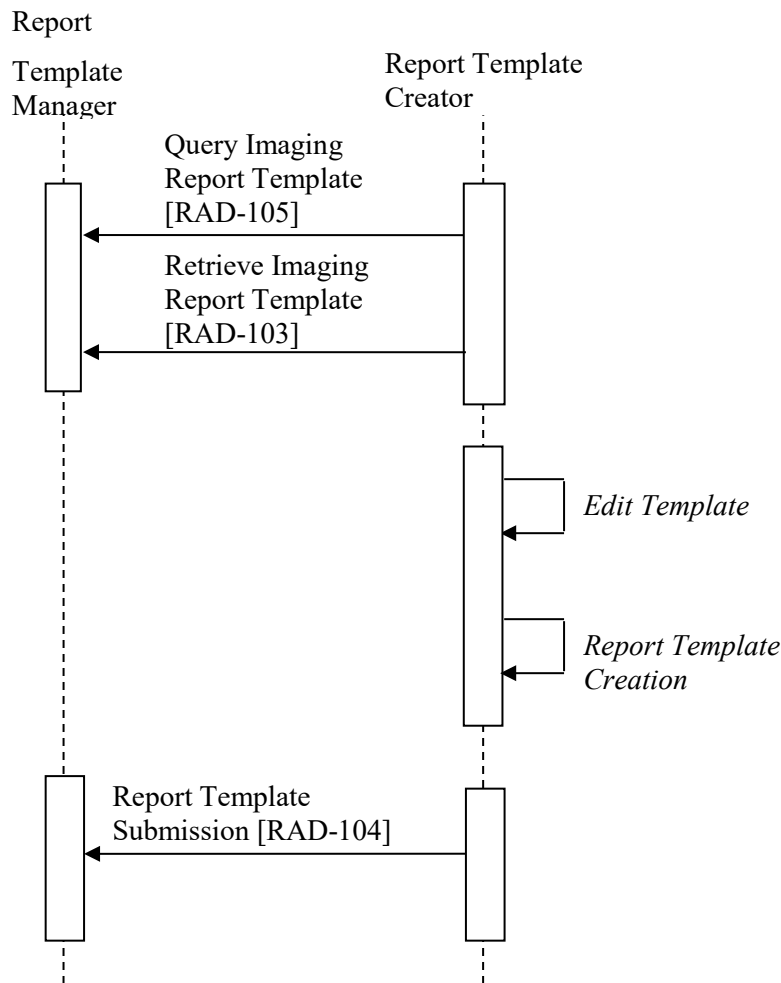 Report
Template
Manager
Report Template
Creator
Query Imaging
Report Template
[RAD-105]
Retrieve Imaging
Report Template
[RAD-103]
Edit Template
Report Template
Creation
Report Template
Submission [RAD-104]